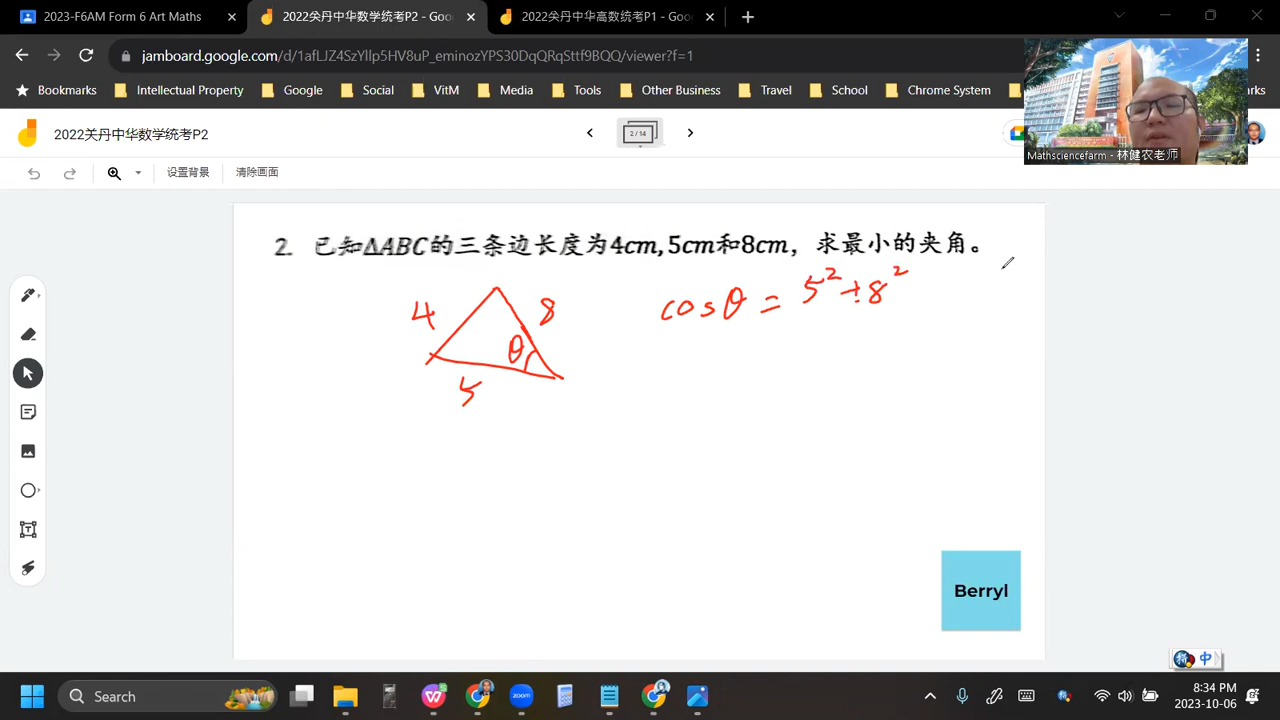 2023-F6AM Form 6 Art Maths
2022关丹中华数学统考P2 - Goo
2022关丹中华高数统考P1 - Goo
jamboard.google.com
/viewer?f=1
Bookmarks Intellectual Property Google Social VitM Media Tools Other Business Travel School Chrome System
2022关丹中华数学统考P2
2 / 14
Mathsciencefarm - 林健农老师
设置背景 清除画面
2. 已知ΔABC的三条边长度为4cm, 5cm和8cm，求最小的夹角。
4 8 θ 5
cosθ = 5² + 8²
Berryl
中
Search
8:34 PM
2023-10-06